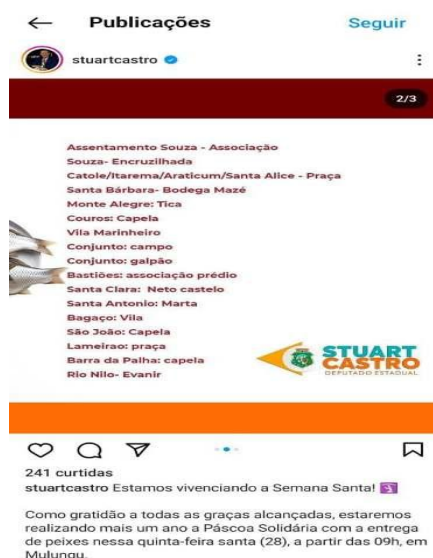 Publicações
Seguir
stuartcastro
2/3
Assentamento Souza - Associação
Souza- Encruzilhada
Catole/Itarema/Araticum/Santa Alice - Praça
Santa Bárbara- Bodega Mazé
Monte Alegre: Tica
Couros: Capela
Vila Marinheiro
Conjunto: campo
Conjunto: galpão
Bastiões: associação prédio
Santa Clara: Neto castelo
Santa Antonio: Marta
Bagaço: Vila
São João: Capela
Lameirao: praça
Barra da Palha: capela
Rio Nilo- Evanir
STUART
CASTRO
DEPUTADO ESTADUAL
241 curtidas
stuartcastro Estamos vivenciando a Semana Santa!
Como gratidão a todas as graças alcançadas, estaremos
realizando mais um ano a Páscoa Solidária com a entrega
de peixes nessa quinta-feira santa (28), a partir das 09h, em
Mulungu.